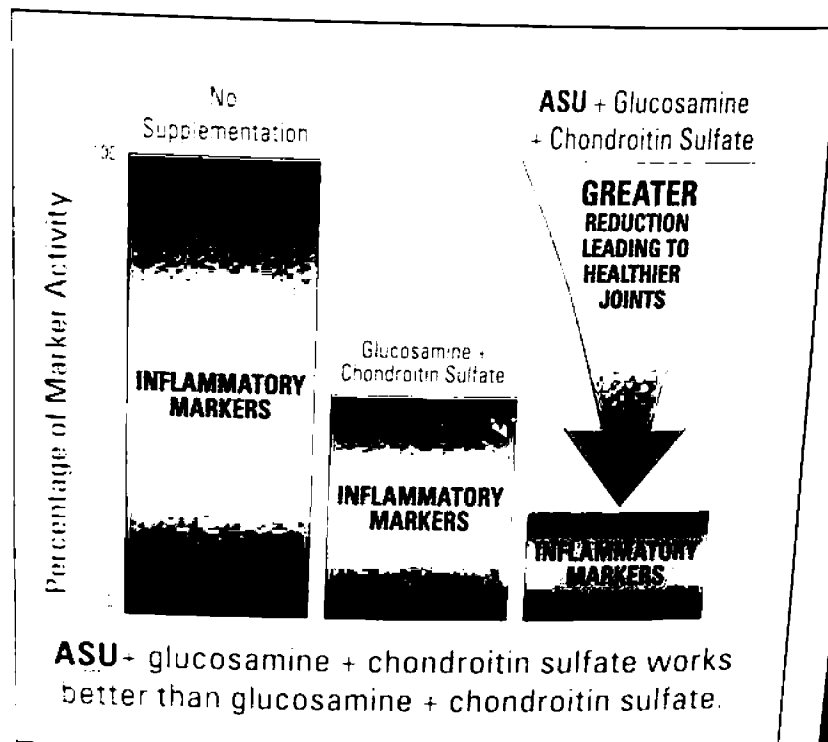 No
Supplementation
ASU + Glucosamine
+ Chondroitin Sulfate
100
Percentage of Marker Activity
GREATER
REDUCTION
LEADING TO
HEALTHIER
JOINTS
Glucosamine +
Chondroitin Sulfate
INFLAMMATORY
MARKERS
INFLAMMATORY
MARKERS
INFLAMMATORY
MARKERS
ASU + glucosamine + chondroitin sulfate works
better than glucosamine + chondroitin sulfate.